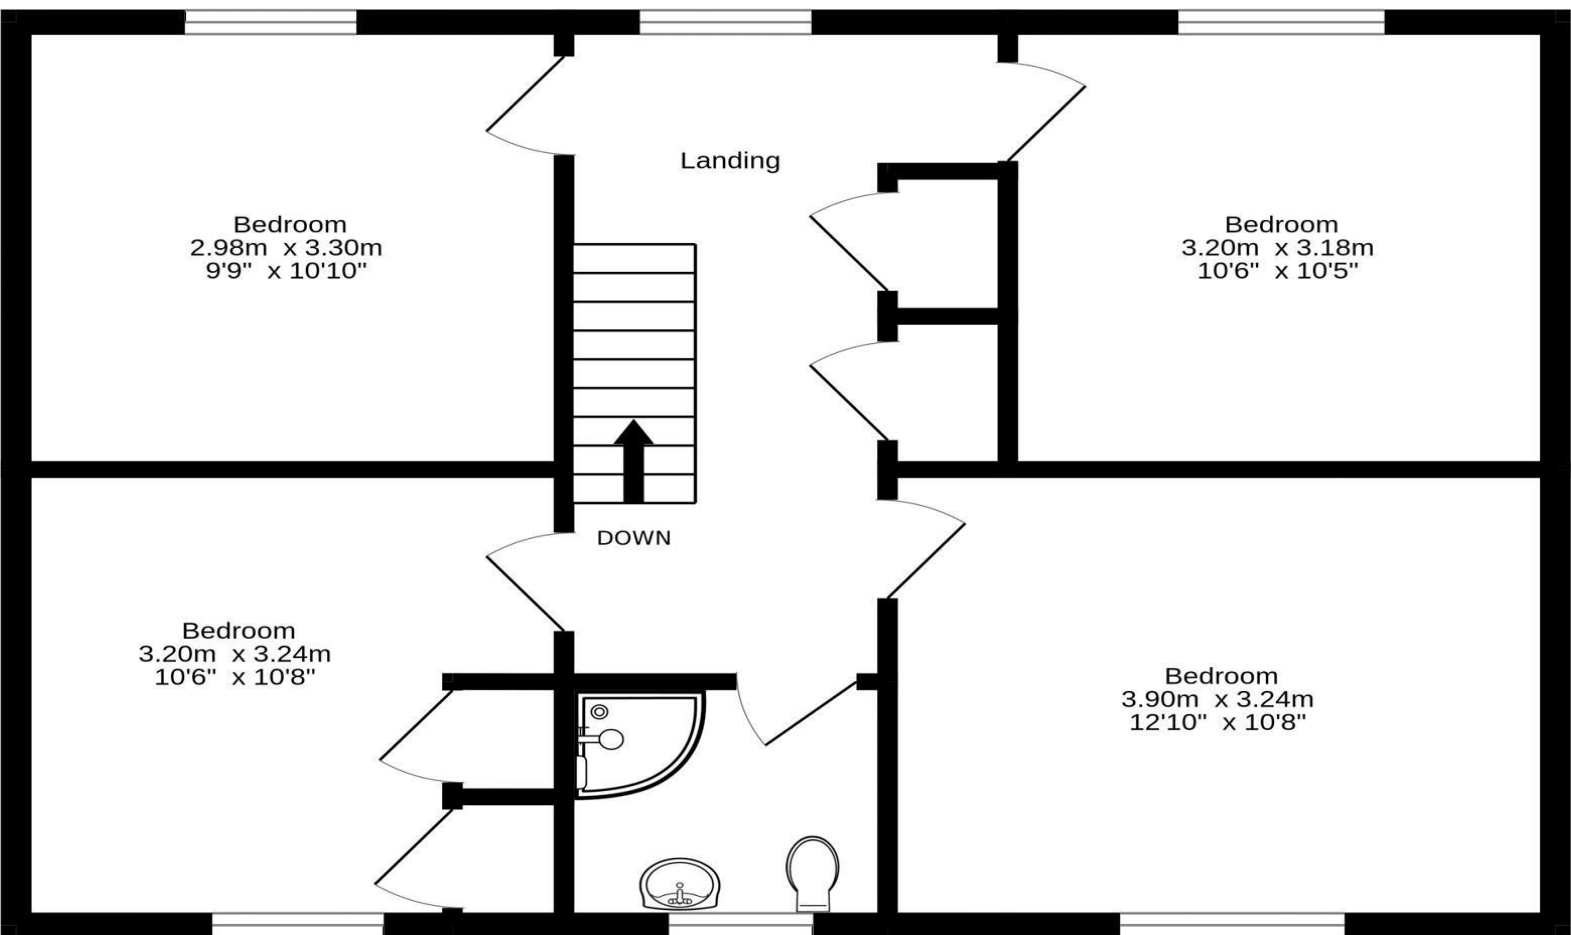 Landing
Bedroom
2.98m x 3.30m
9'9" x 10'10"
Bedroom
3.20m x 3.18m
10'6" x 10'5"
DOWN
Bedroom
3.20m x 3.24m
10'6" x 10'8"
Bedroom
3.90m x 3.24m
12'10" x 10'8"